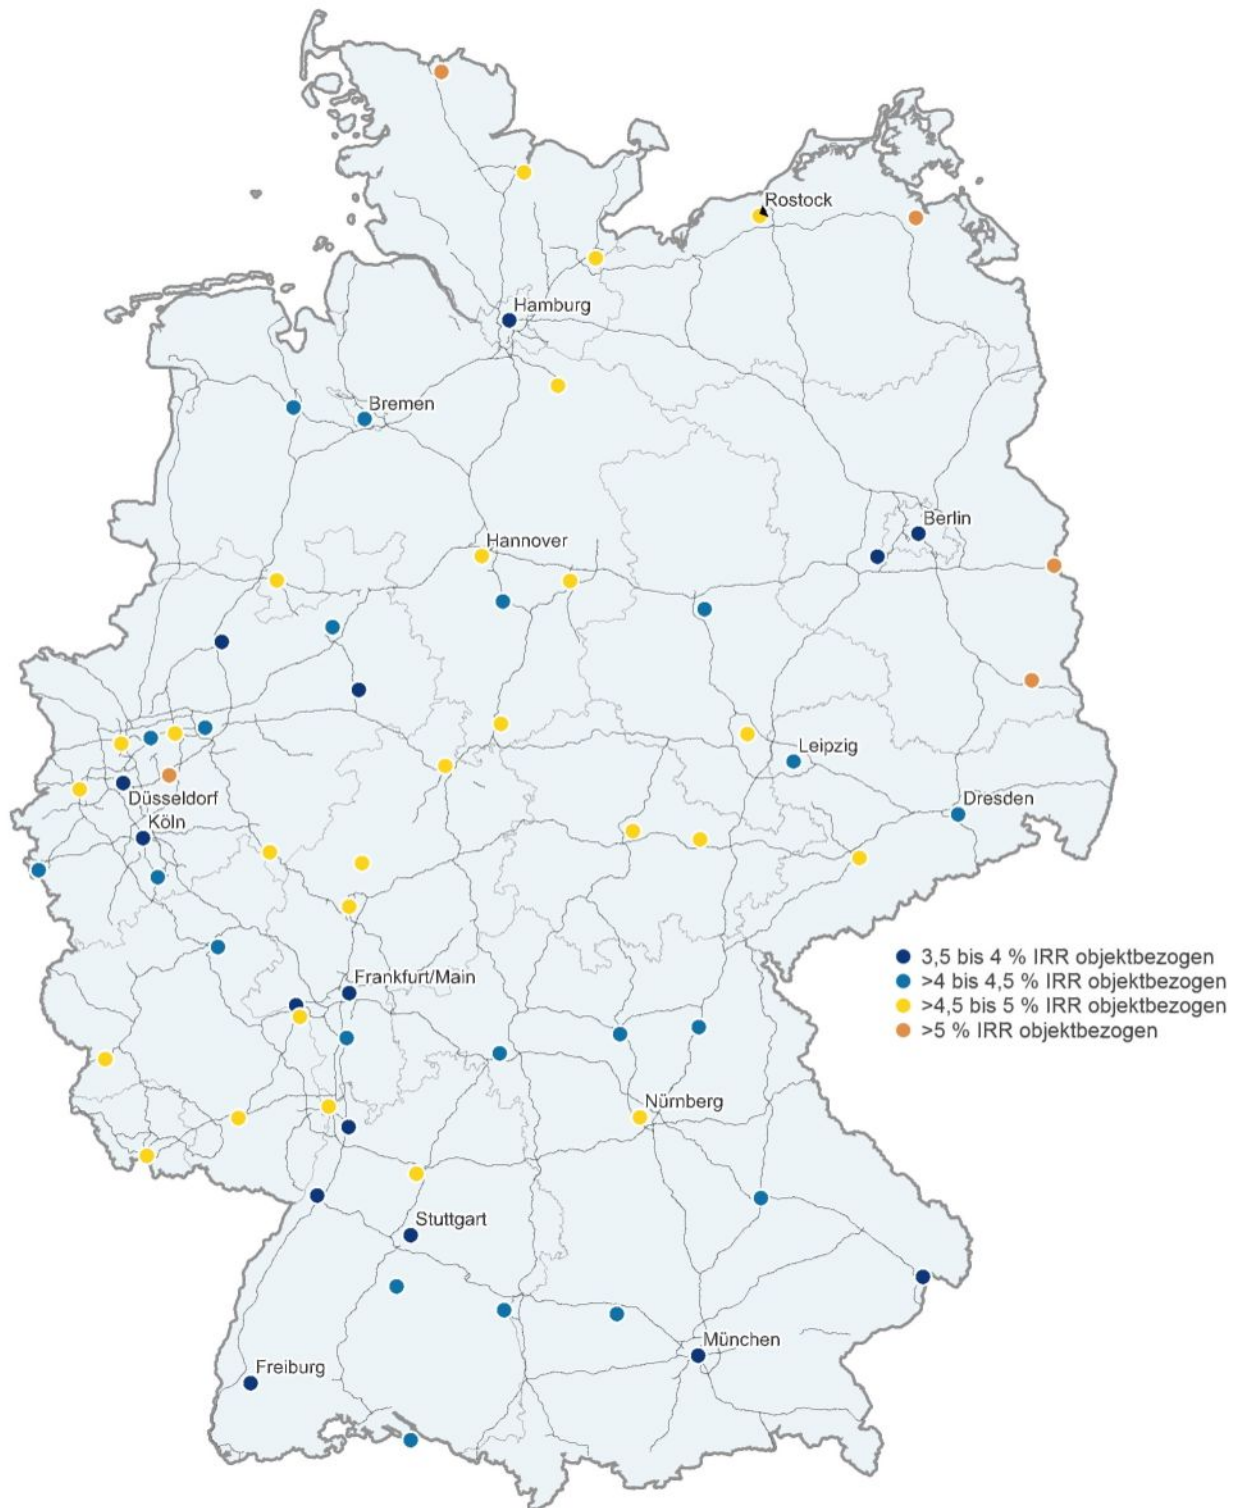 Rostock
Hamburg
Bremen
Berlin
Hannover
Leipzig
Düsseldorf
Dresden
Köln
3,5 bis 4 % IRR objektbezogen
>4 bis 4,5 % IRR objektbezogen
>4,5 bis 5 % IRR objektbezogen
>5 % IRR objektbezogen
Frankfurt/Main
Nürnberg
Stuttgart
München
Freiburg